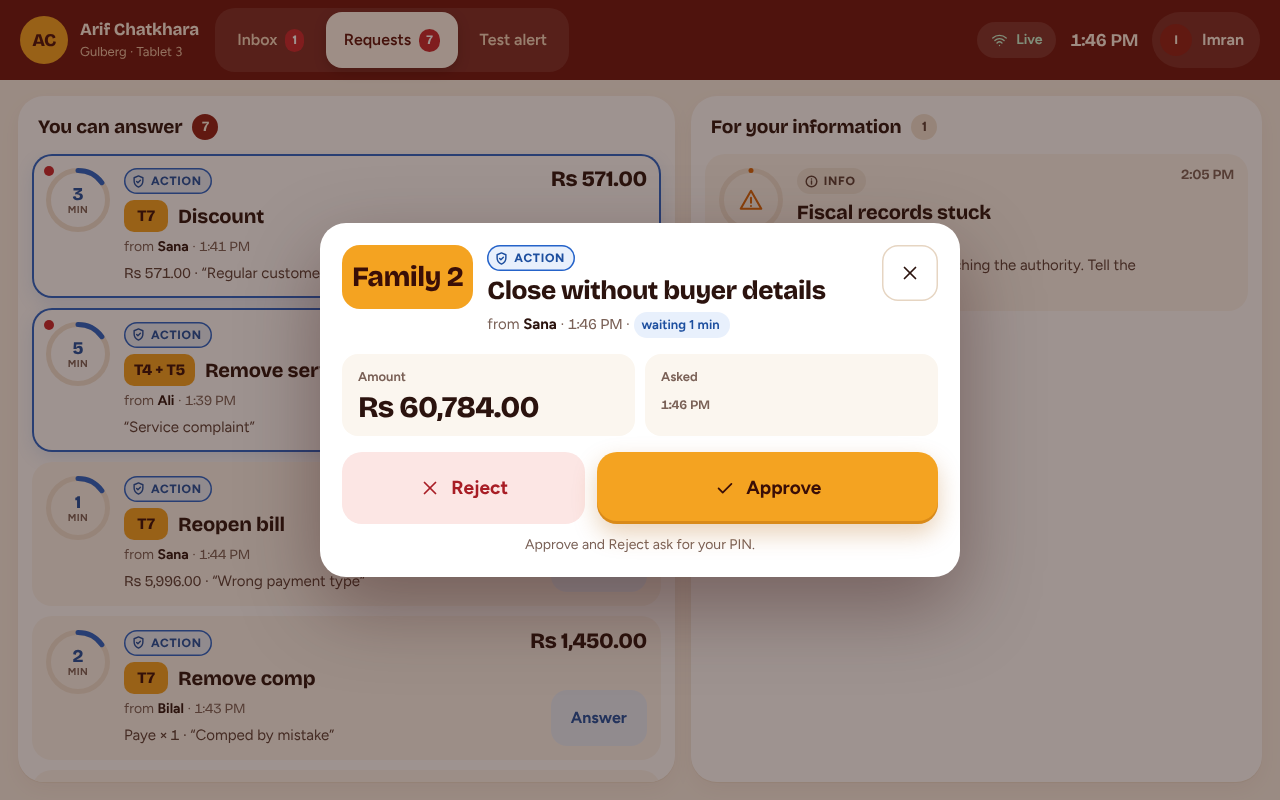 AC
Arif Chatkhara
Gulberg · Tablet 3
Inbox 1
Requests 7
Test alert
Live
1:46 PM
I
Imran
You can answer 7
3
MIN
ACTION
Rs 571.00
T7 Discount
from Sana · 1:41 PM
Rs 571.00 · “Regular custome
5
MIN
ACTION
T4 + T5 Remove ser
from Ali · 1:39 PM
“Service complaint”
1
MIN
ACTION
T7 Reopen bill
from Sana · 1:44 PM
Rs 5,996.00 · “Wrong payment type”
2
MIN
ACTION
Rs 1,450.00
T7 Remove comp
from Bilal · 1:43 PM
Paye × 1 · “Comped by mistake”
Answer
For your information 1
INFO
2:05 PM
Fiscal records stuck
hing the authority. Tell the
Family 2
ACTION
Close without buyer details
from Sana · 1:46 PM · waiting 1 min
Amount
Rs 60,784.00
Asked
1:46 PM
Reject
Approve
Approve and Reject ask for your PIN.